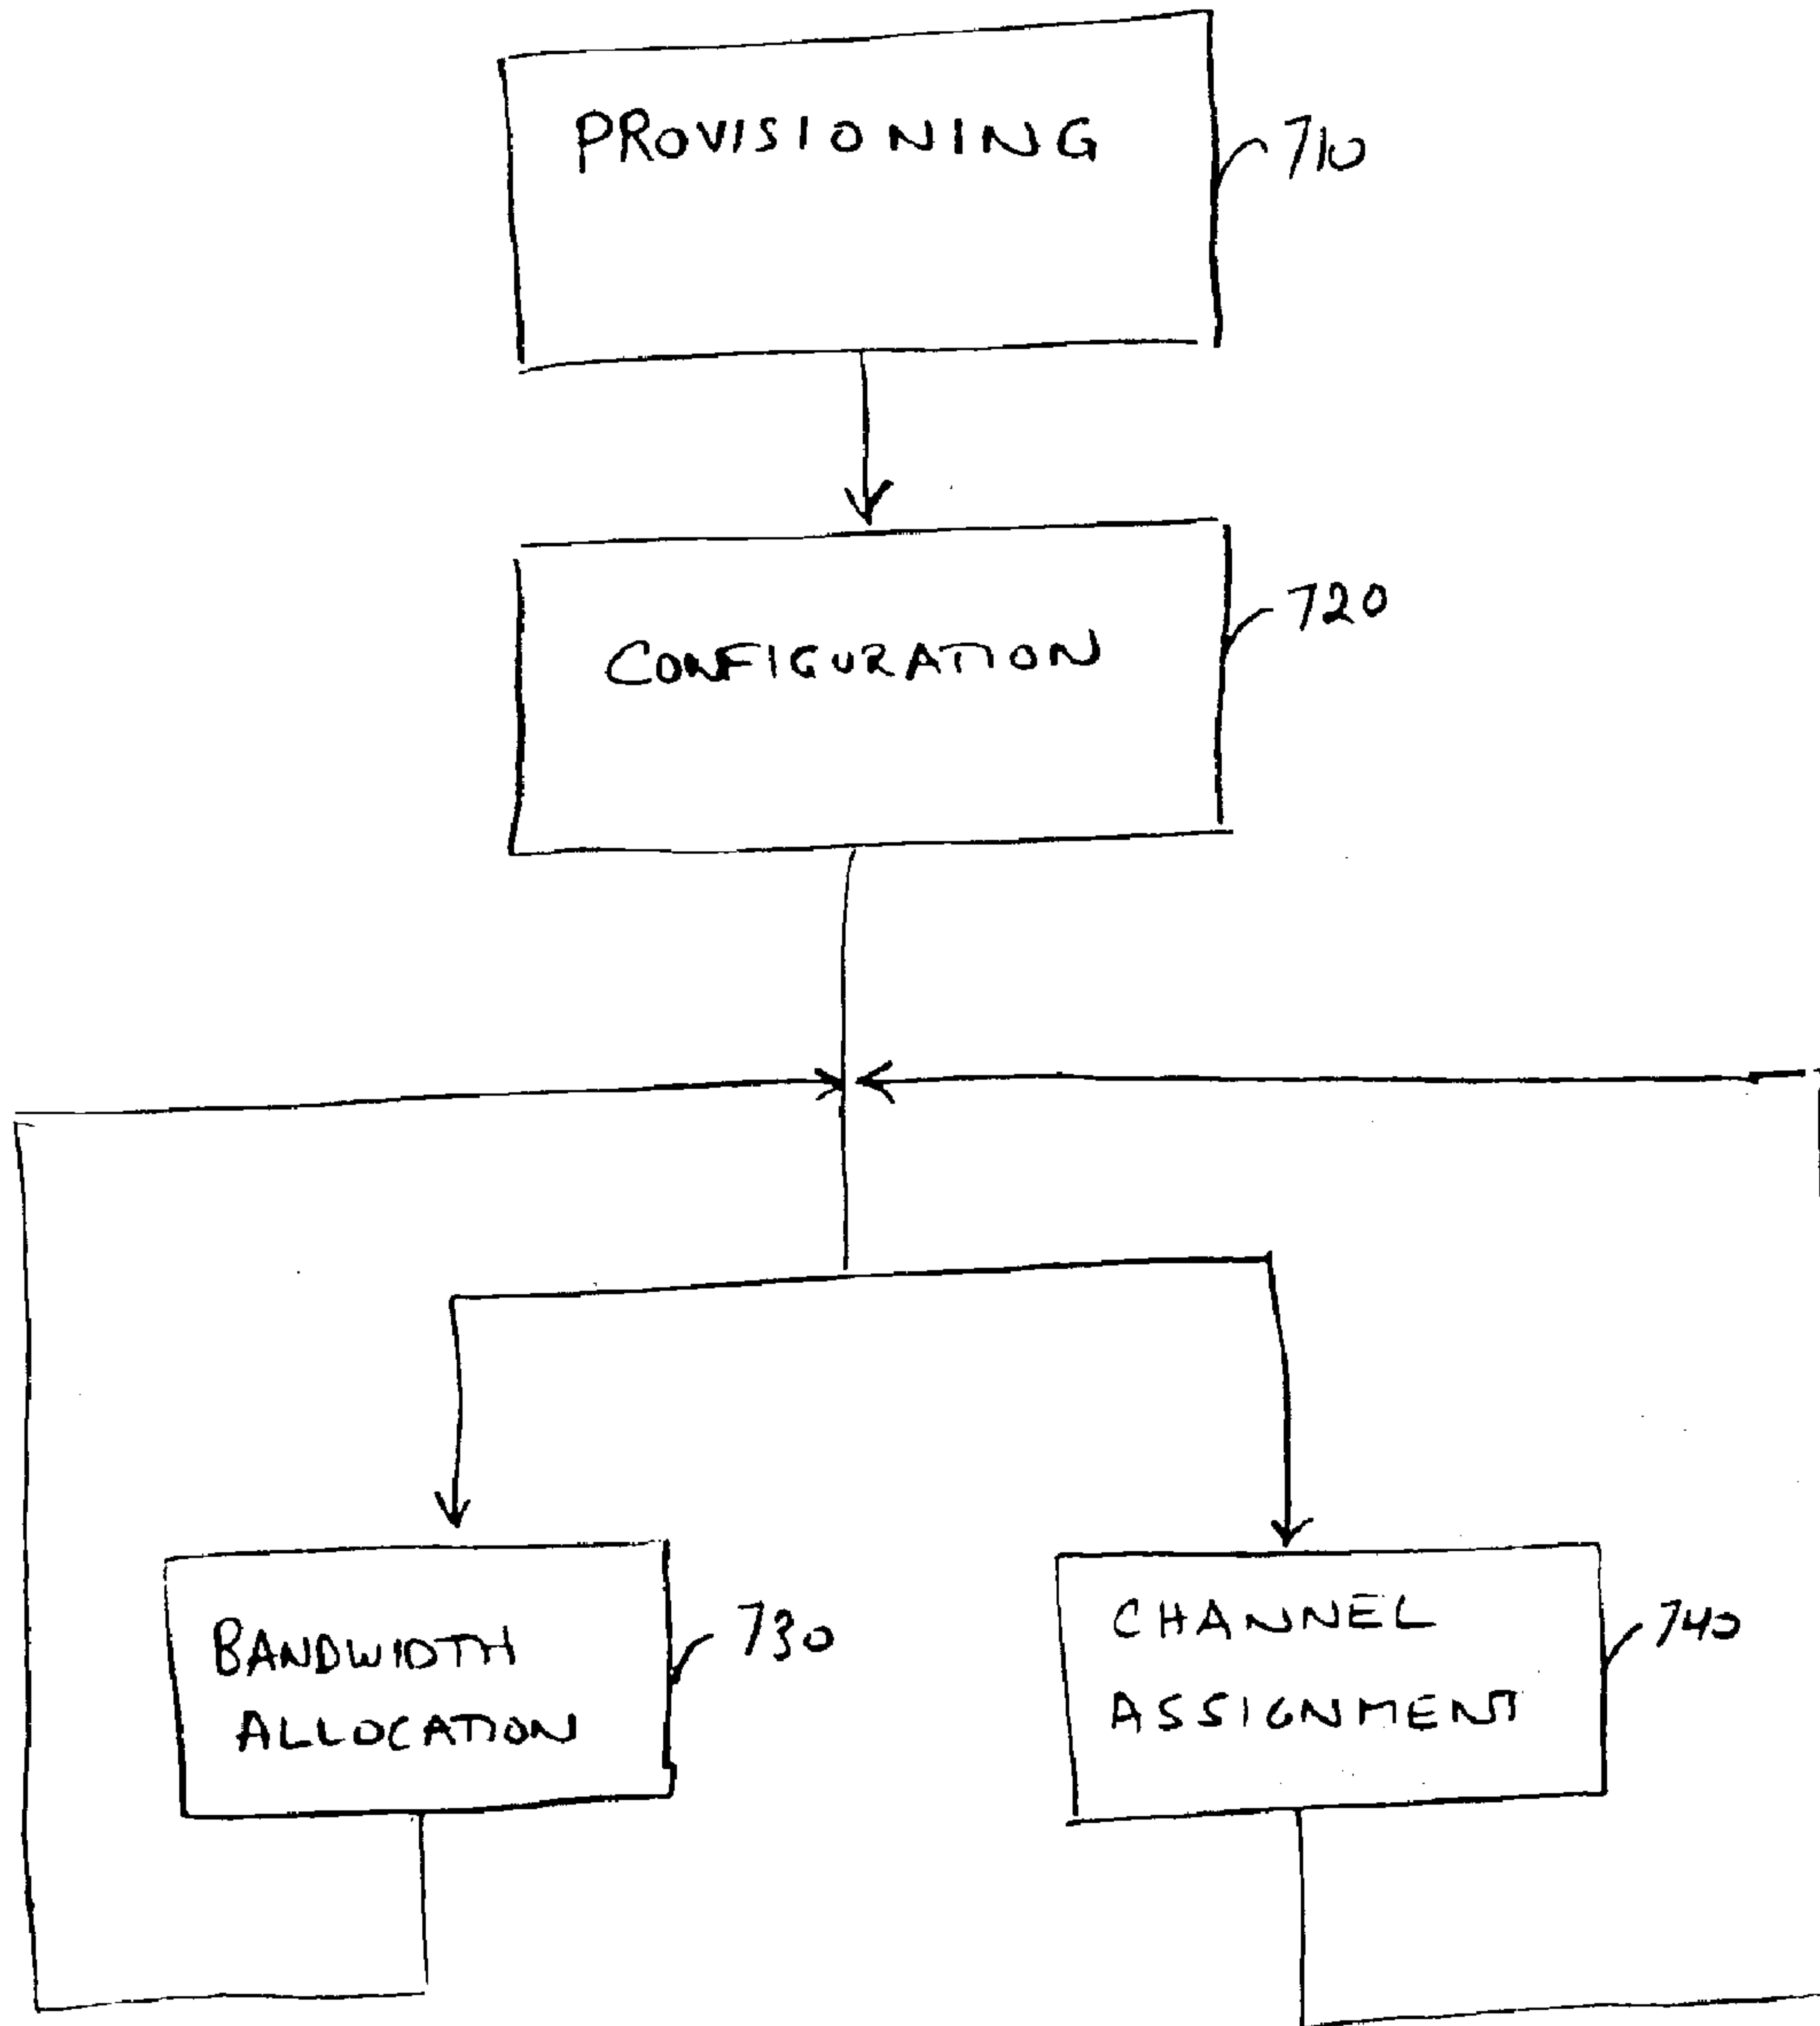 PROVISIONING
710
CONFIGURATION
720
BANDWIDTH
ALLOCATION
730
CHANNEL
ASSIGNMENT
740